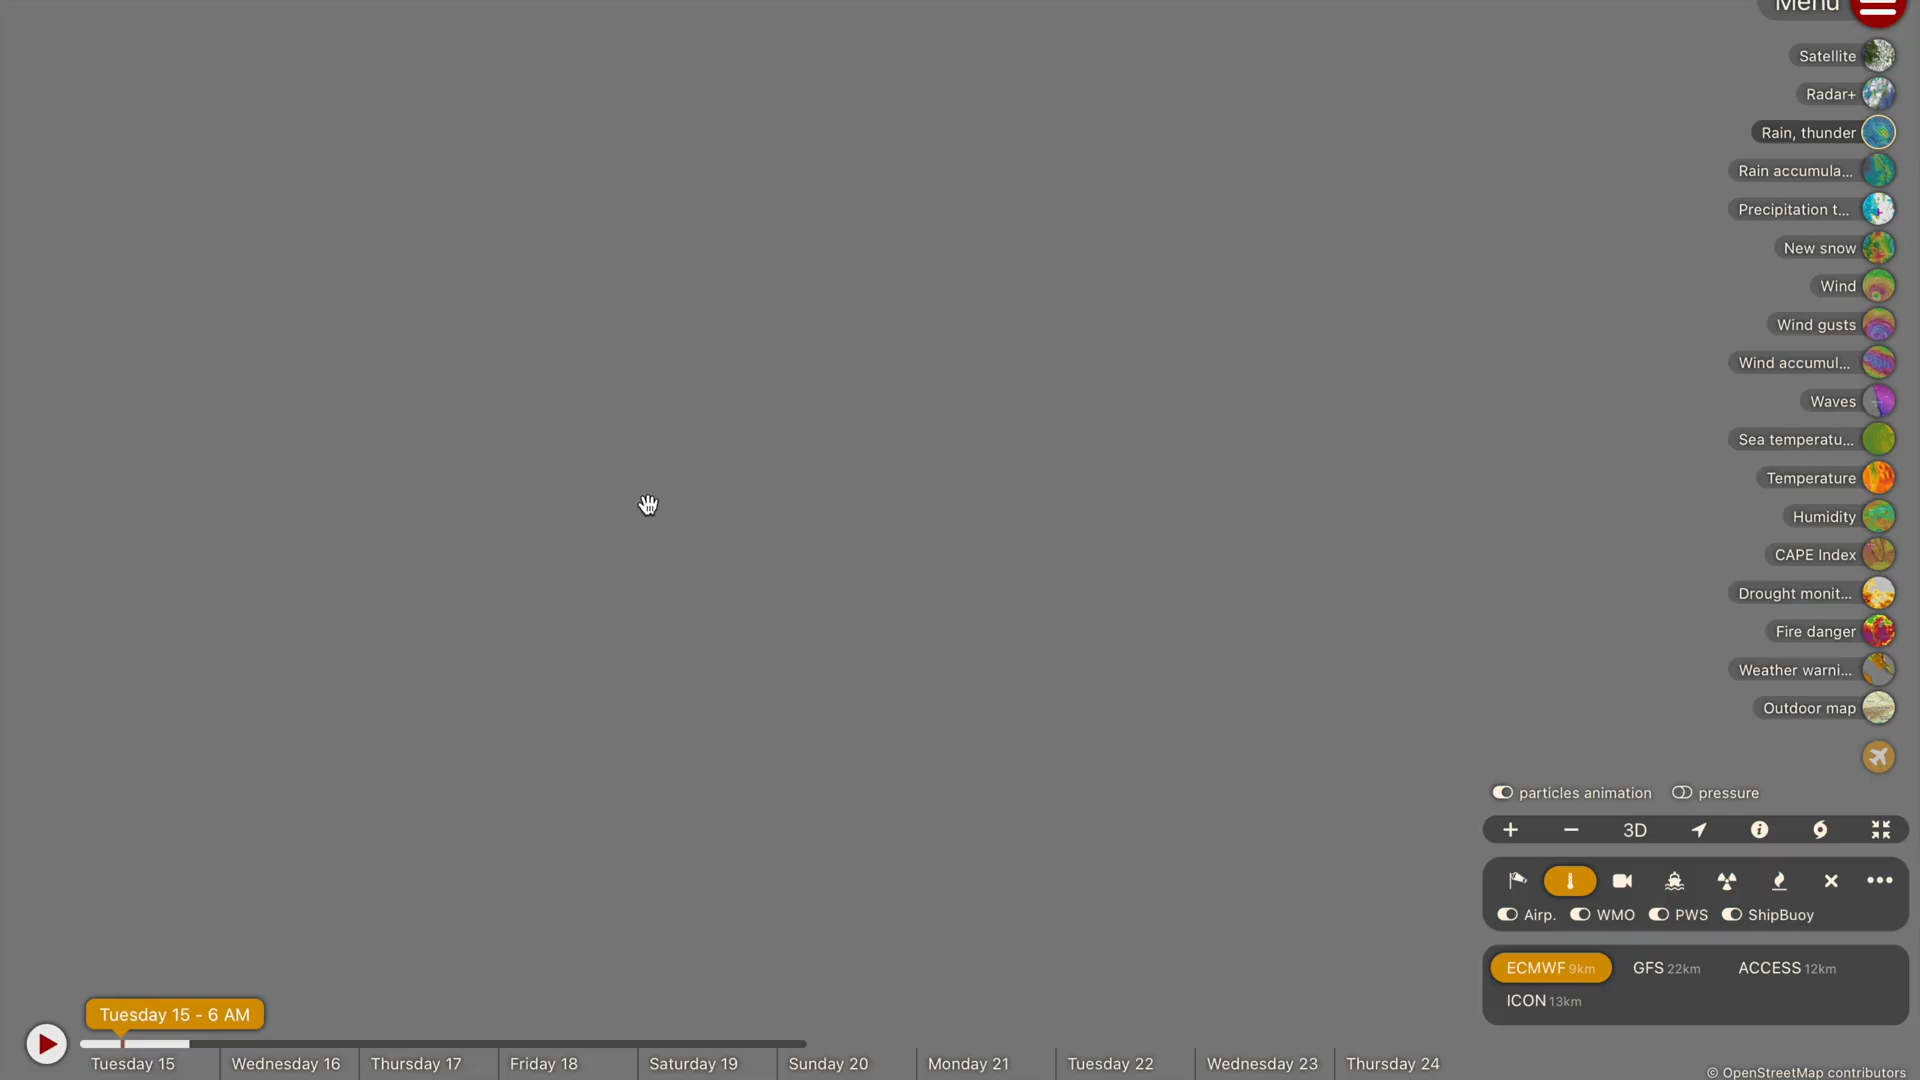 Menu
Satellite
Radar+
Rain, thunder
Rain accumula...
Precipitation t...
New snow
Wind
Wind gusts
Wind accumul...
Waves
Sea temperatu...
Temperature
Humidity
CAPE Index
Drought monit...
Fire danger
Weather warni...
Outdoor map
particles animation pressure
+ − 3D
Airp. WMO PWS ShipBuoy
ECMWF 9km GFS 22km ACCESS 12km
ICON 13km
Tuesday 15 - 6 AM
Tuesday 15 Wednesday 16 Thursday 17 Friday 18 Saturday 19 Sunday 20 Monday 21 Tuesday 22 Wednesday 23 Thursday 24
© OpenStreetMap contributors